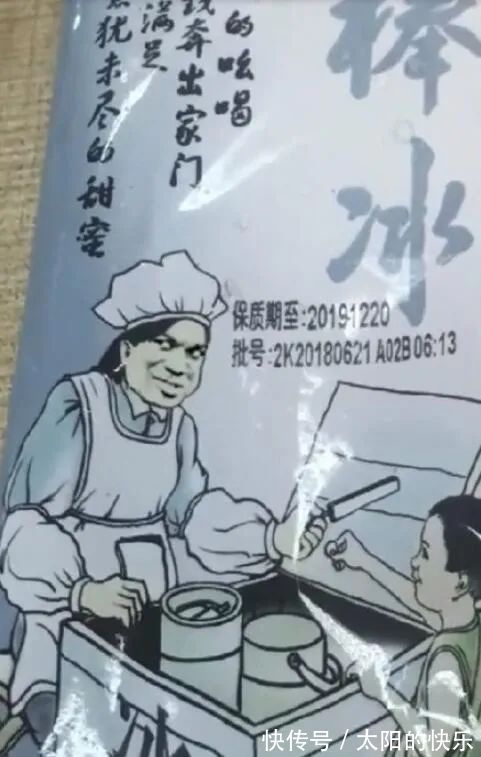 棒冰
的吆喝
奔出家门
满足
犹未尽的甜蜜
保质期至:20191220
批号:2K20180621 A02B 06:13
冰
快传号 / 太阳的快乐